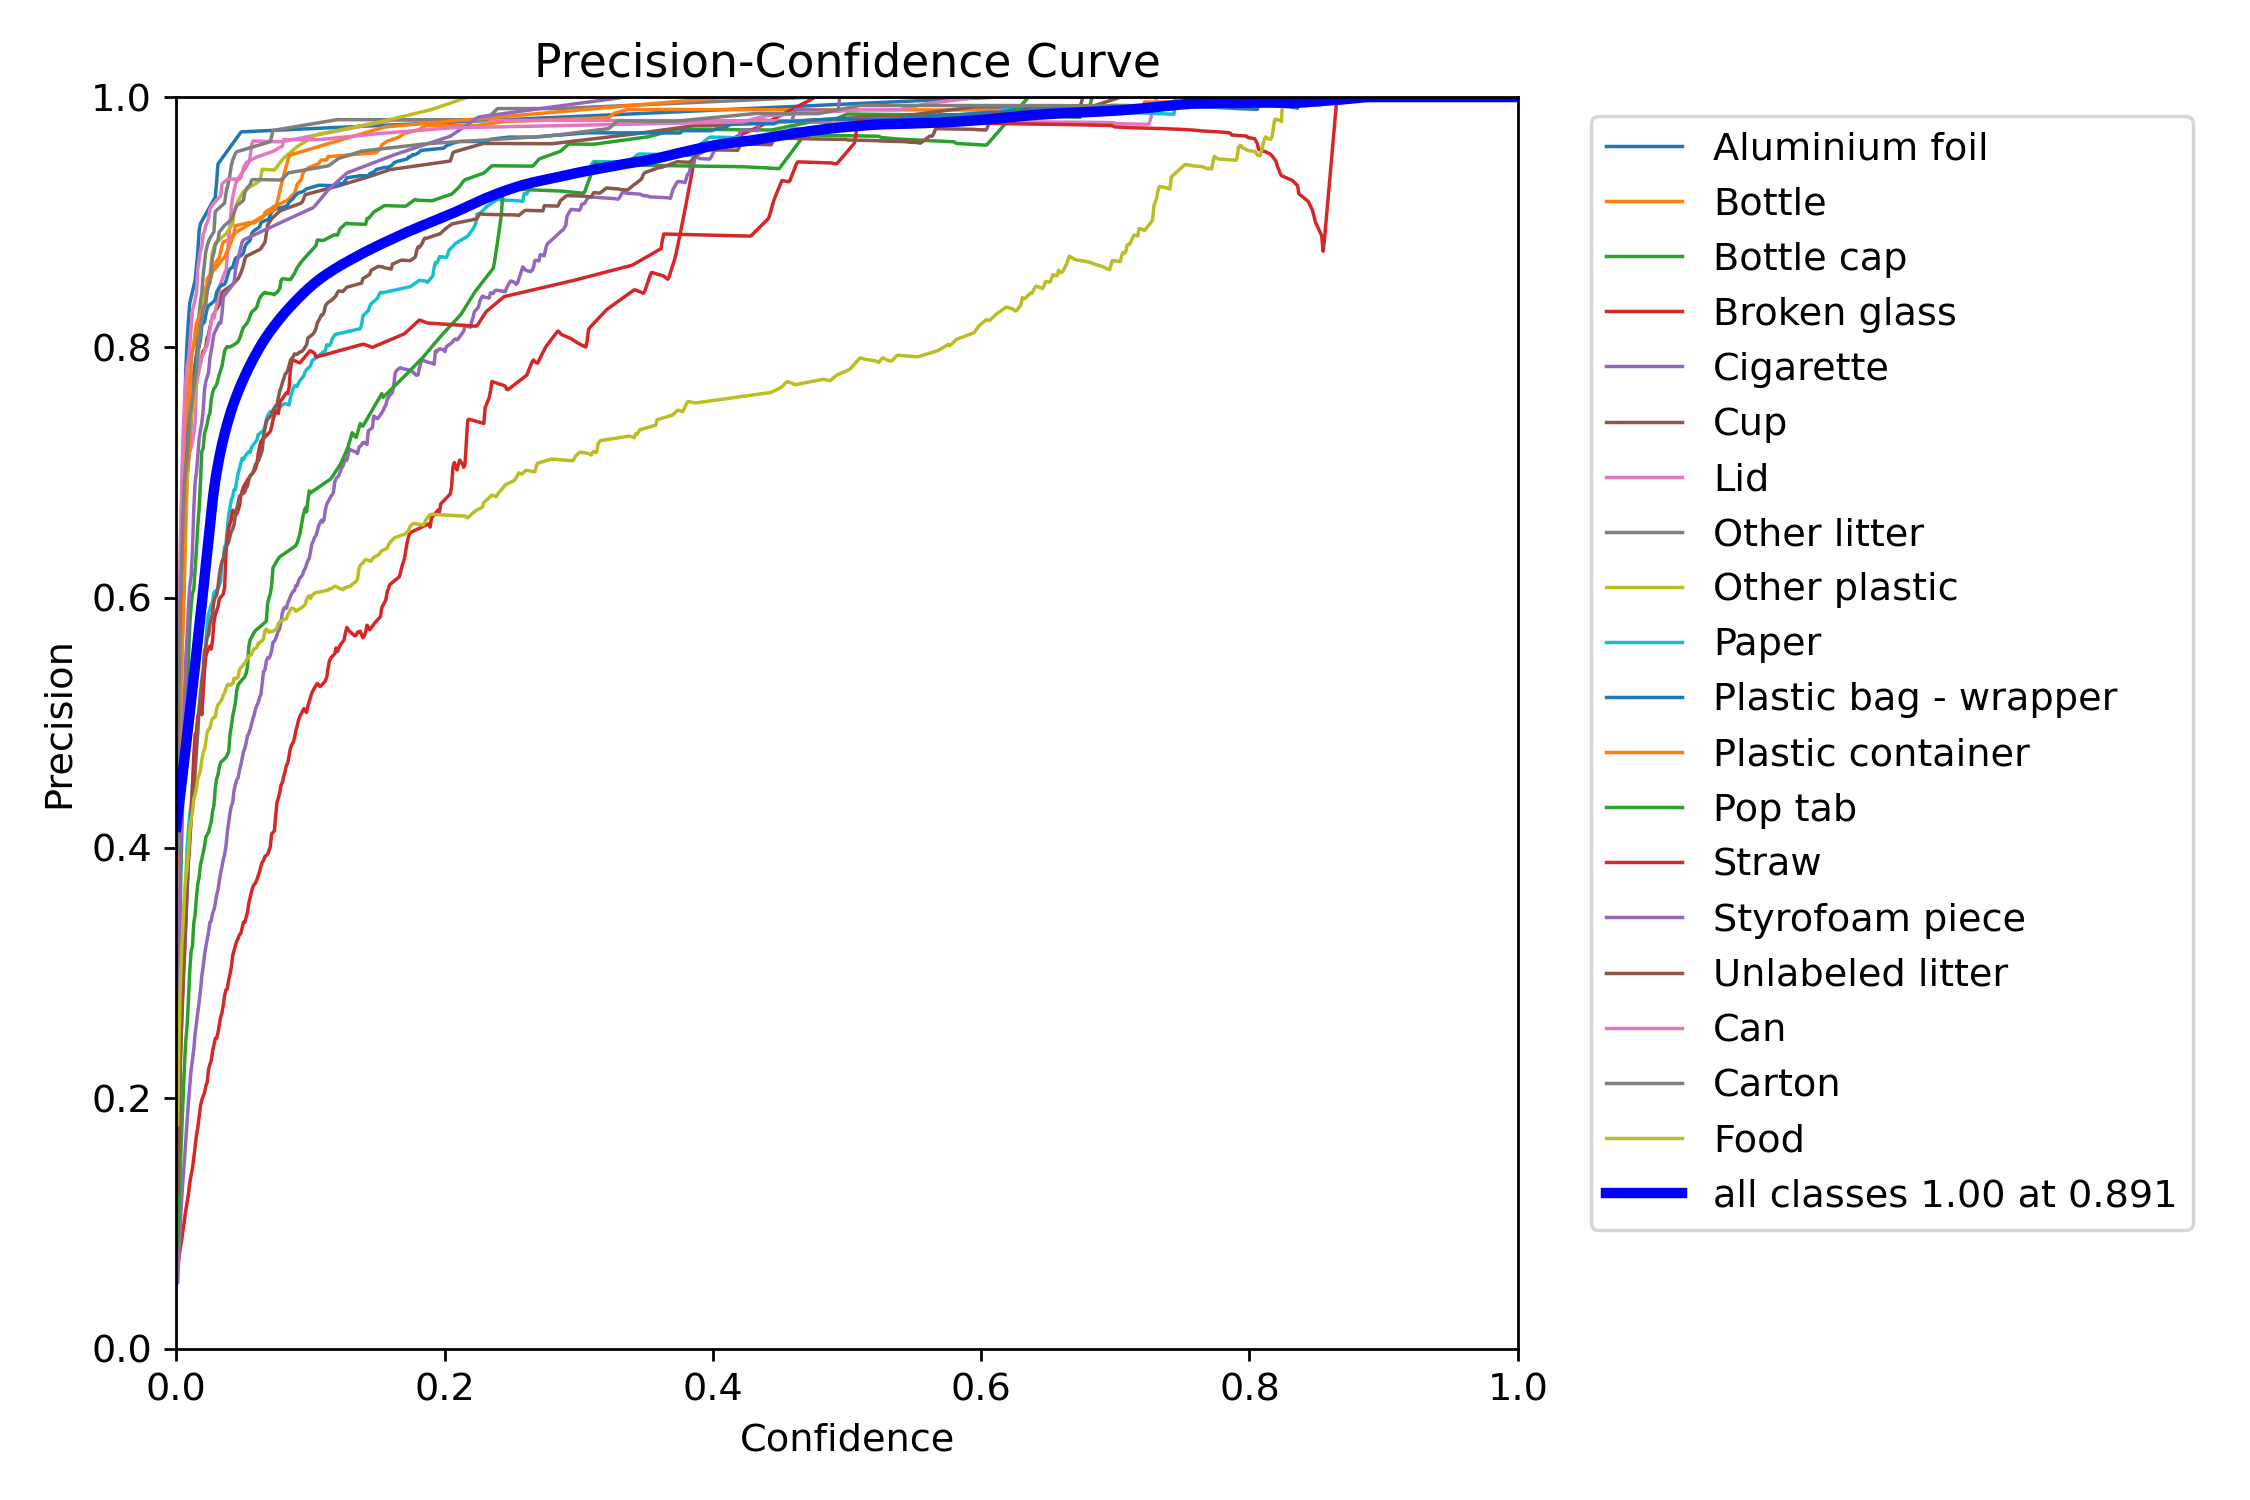 Precision-Confidence Curve
1.0
0.8
0.6
0.4
0.2
0.0
Precision
0.0 0.2 0.4 0.6 0.8 1.0
Confidence
Aluminium foil
Bottle
Bottle cap
Broken glass
Cigarette
Cup
Lid
Other litter
Other plastic
Paper
Plastic bag - wrapper
Plastic container
Pop tab
Straw
Styrofoam piece
Unlabeled litter
Can
Carton
Food
all classes 1.00 at 0.891